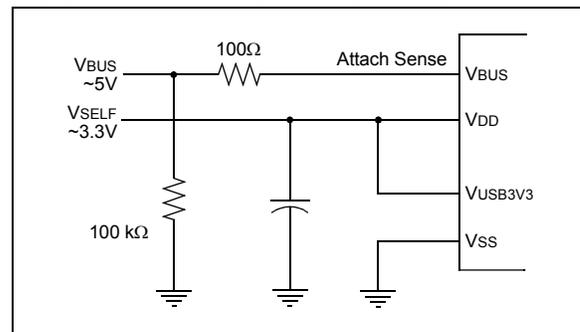 100Ω
VBUS
~5V
Attach Sense
VBUS
VSELF
~3.3V
VDD
100 kΩ
VUSB3V3
VSS